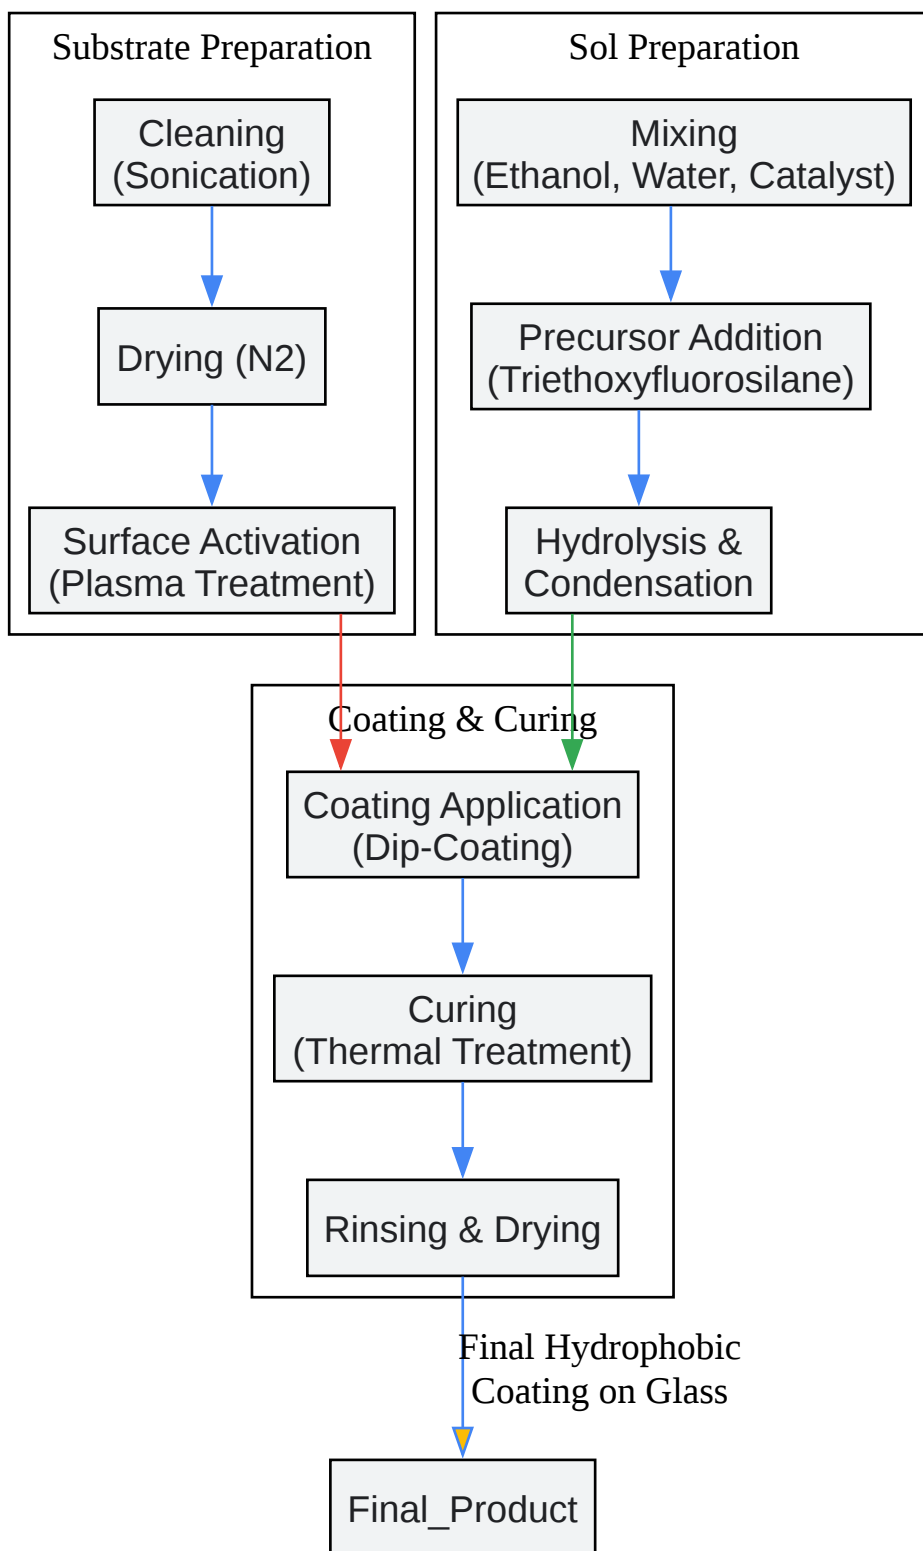 Substrate Preparation
Cleaning
(Sonication)
Drying (N2)
Surface Activation
(Plasma Treatment)
Sol Preparation
Mixing
(Ethanol, Water, Catalyst)
Precursor Addition
(Triethoxyfluorosilane)
Hydrolysis &
Condensation
Coating & Curing
Coating Application
(Dip-Coating)
Curing
(Thermal Treatment)
Rinsing & Drying
Final Hydrophobic
Coating on Glass
Final_Product